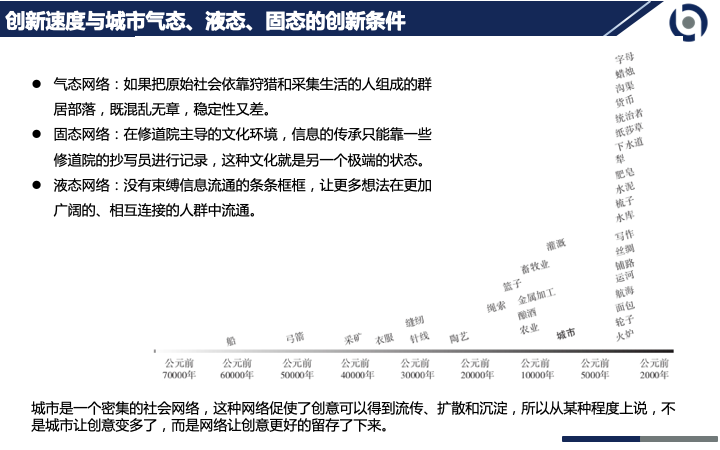 创新速度与城市气态、液态、固态的创新条件
● 气态网络：如果把原始社会依靠狩猎和采集生活的人组成的群
居部落，既混乱无章，稳定性又差。
● 固态网络：在修道院主导的文化环境，信息的传承只能靠一些
修道院的抄写员进行记录，这种文化就是另一个极端的状态。
● 液态网络：没有束缚信息流通的条条框框，让更多想法在更加
广阔的、相互连接的人群中流通。
字母
蜡烛
沟渠
货币
统治者
纸莎草
下水道
犁
肥皂
水泥
梳子
水库
写作
丝绸
铺路
运河
航海
面包
轮子
火炉
灌溉
畜牧业
篮子
绳索
金属加工
酿酒
农业
城市
船
弓箭
采矿
衣服
缝纫
针线
陶艺
公元前 公元前 公元前 公元前 公元前 公元前 公元前 公元前 公元前
70000年 60000年 50000年 40000年 30000年 20000年 10000年 5000年 2000年
城市是一个密集的社会网络，这种网络促使了创意可以得到流传、扩散和沉淀，所以从某种程度上说，不
是城市让创意变多了，而是网络让创意更好的留存了下来。